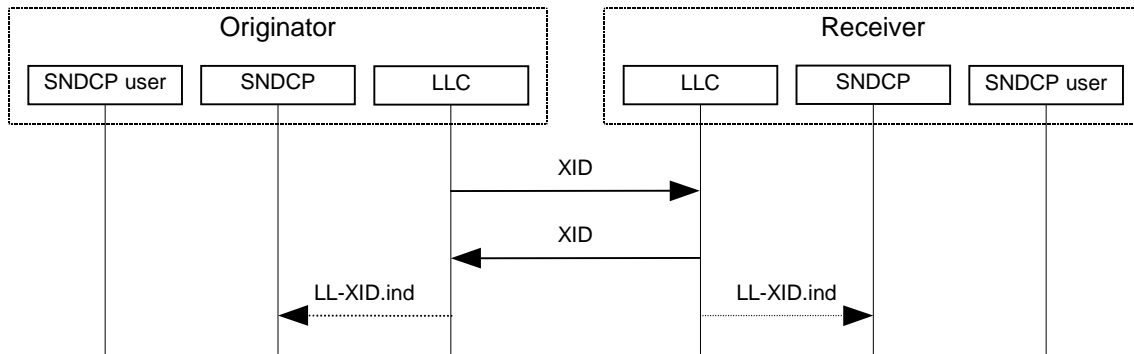 Originator
Receiver
SNDCP user
SNDCP
LLC
LLC
SNDCP
SNDCP user
XID
XID
LL-XID.ind
LL-XID.ind